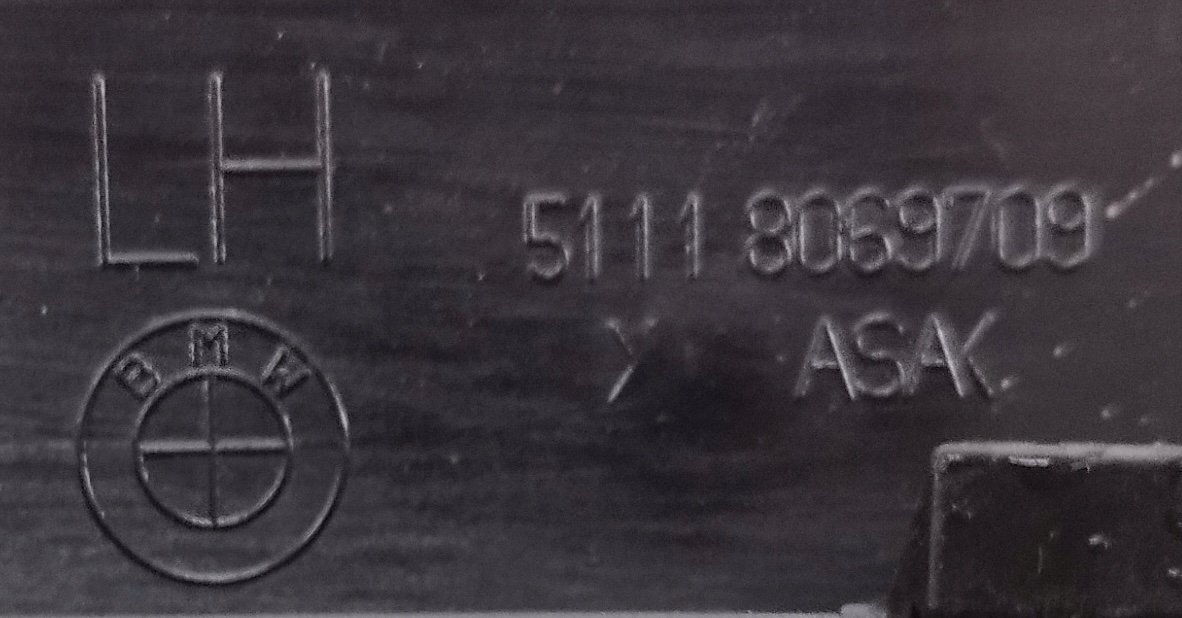 LH
5111 8069709
BMW
Y ASAK